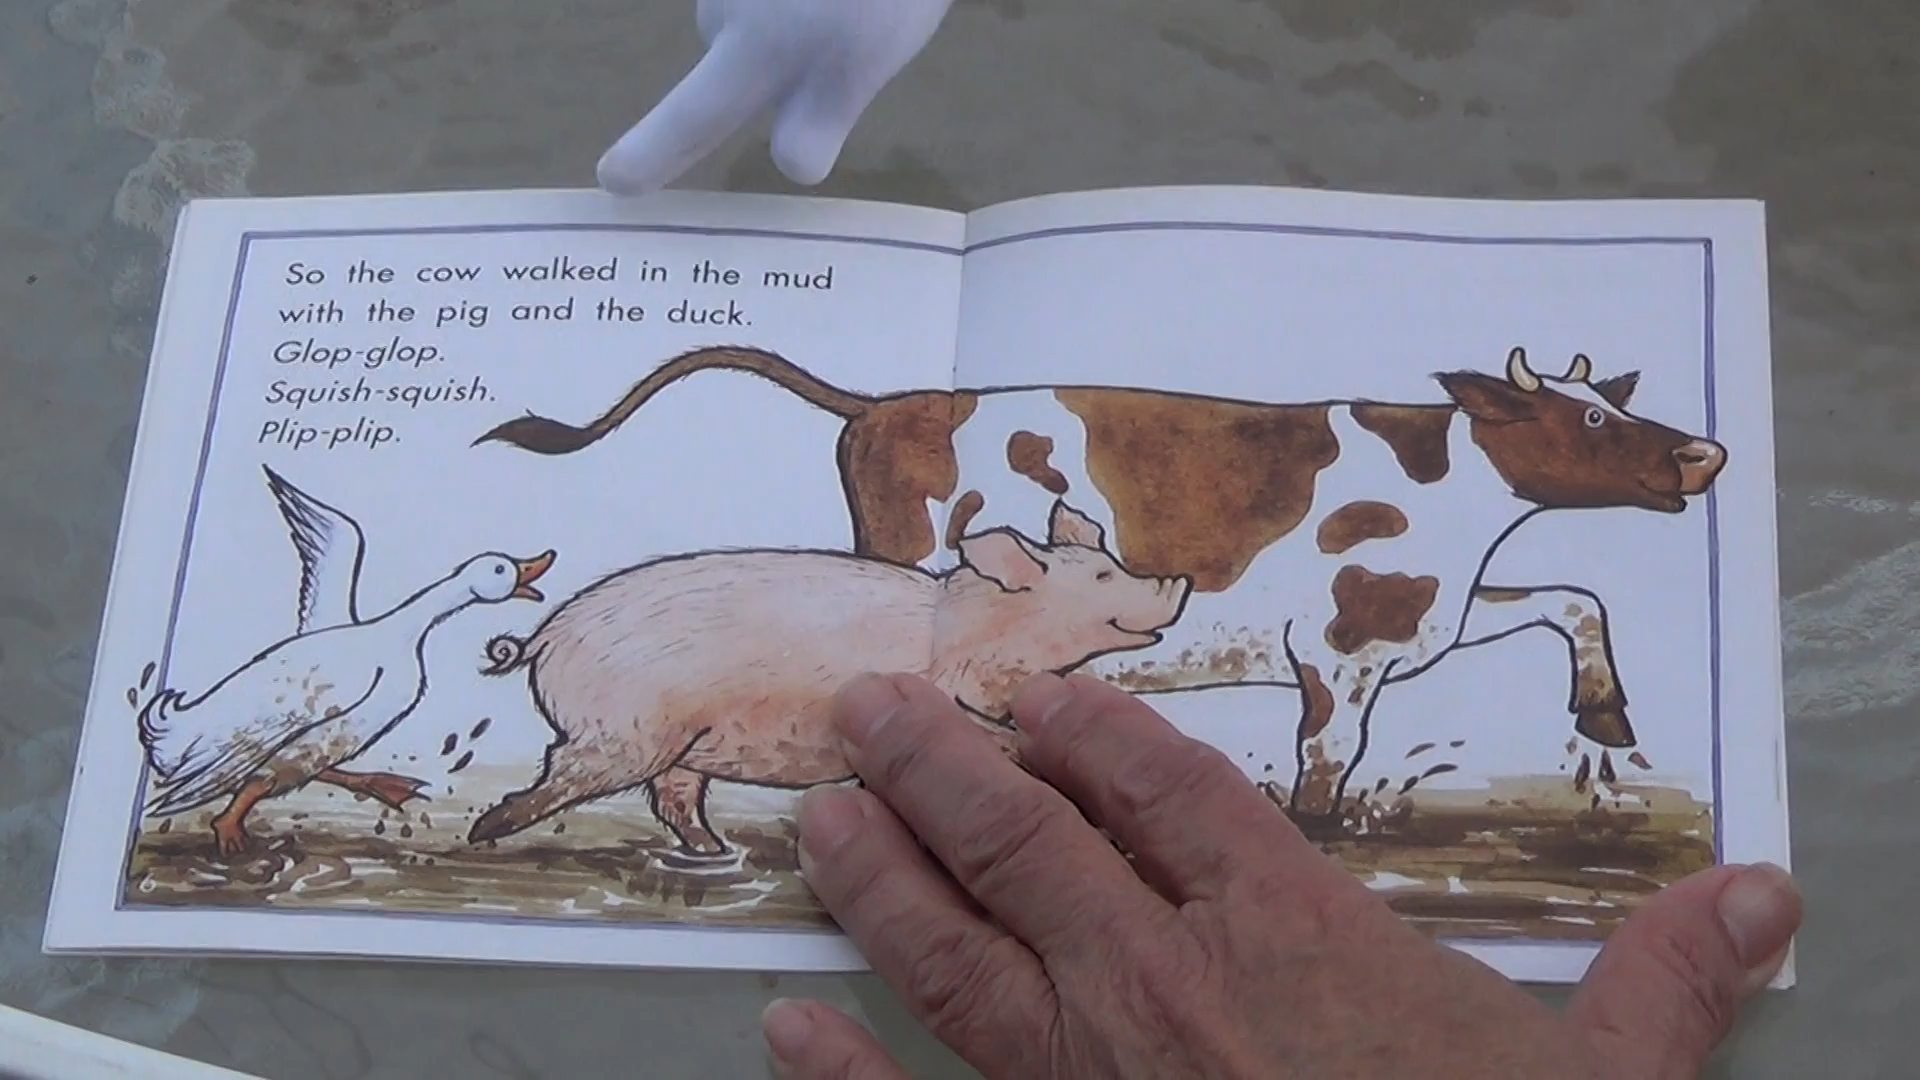 So the cow walked in the mud
with the pig and the duck.
Glop-glop.
Squish-squish.
Plip-plip.
6